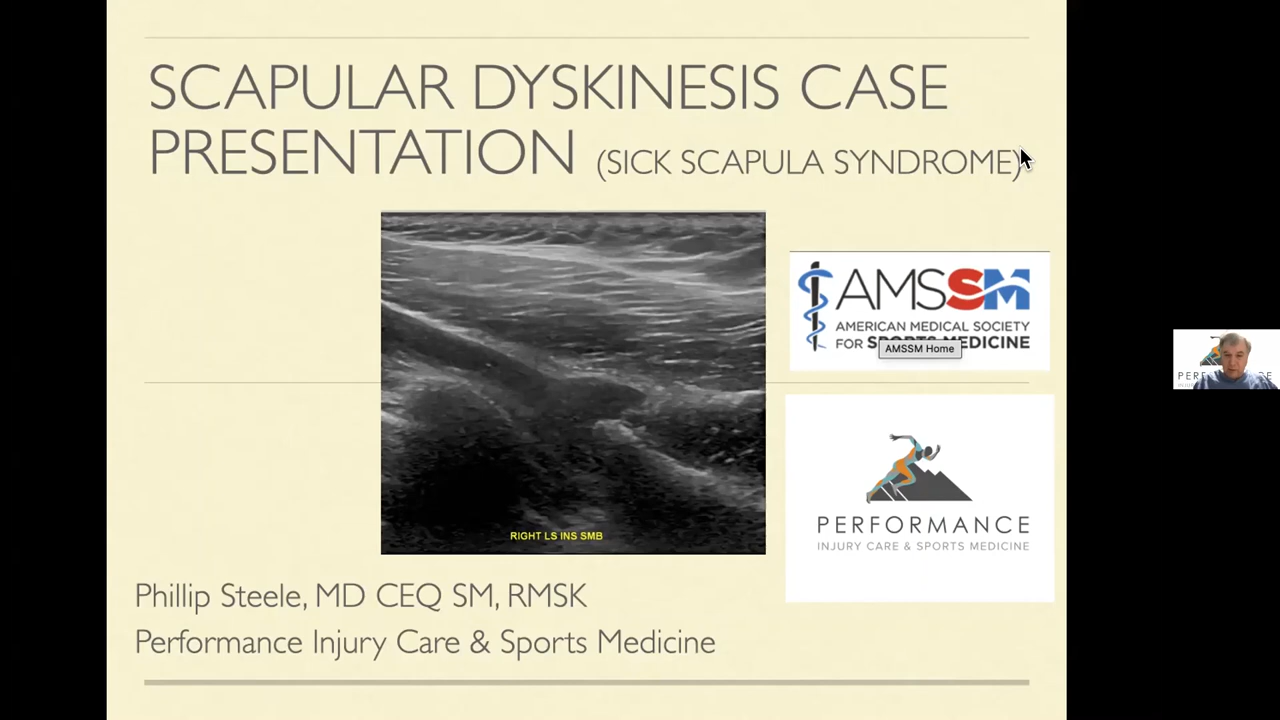 SCAPULAR DYSKINESIS CASE
PRESENTATION (SICK SCAPULA SYNDROME)
AMSSM
AMERICAN MEDICAL SOCIETY
FOR SPORTS MEDICINE
AMSSM Home
PERFORMANCE
INJURY CARE & SPORTS MEDICINE
RIGHT LS INS SMB
Phillip Steele, MD CEQ SM, RMSK
Performance Injury Care & Sports Medicine